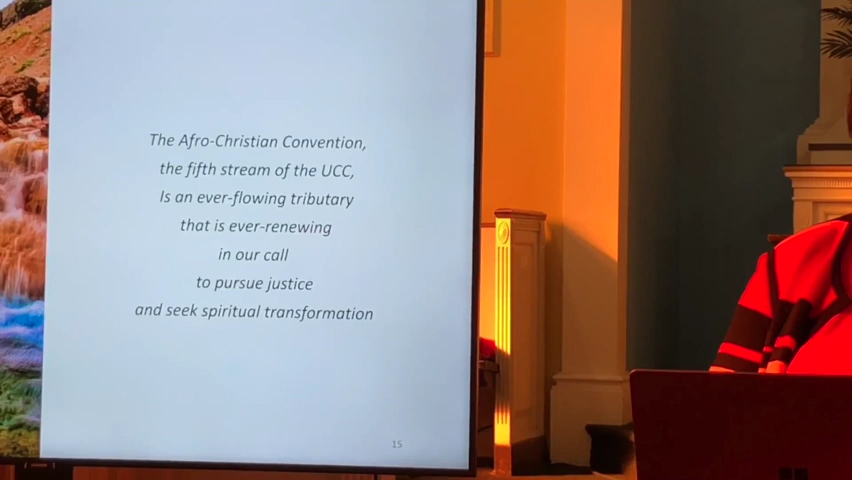 The Afro-Christian Convention,
the fifth stream of the UCC,
Is an ever-flowing tributary
that is ever-renewing
in our call
to pursue justice
and seek spiritual transformation
15